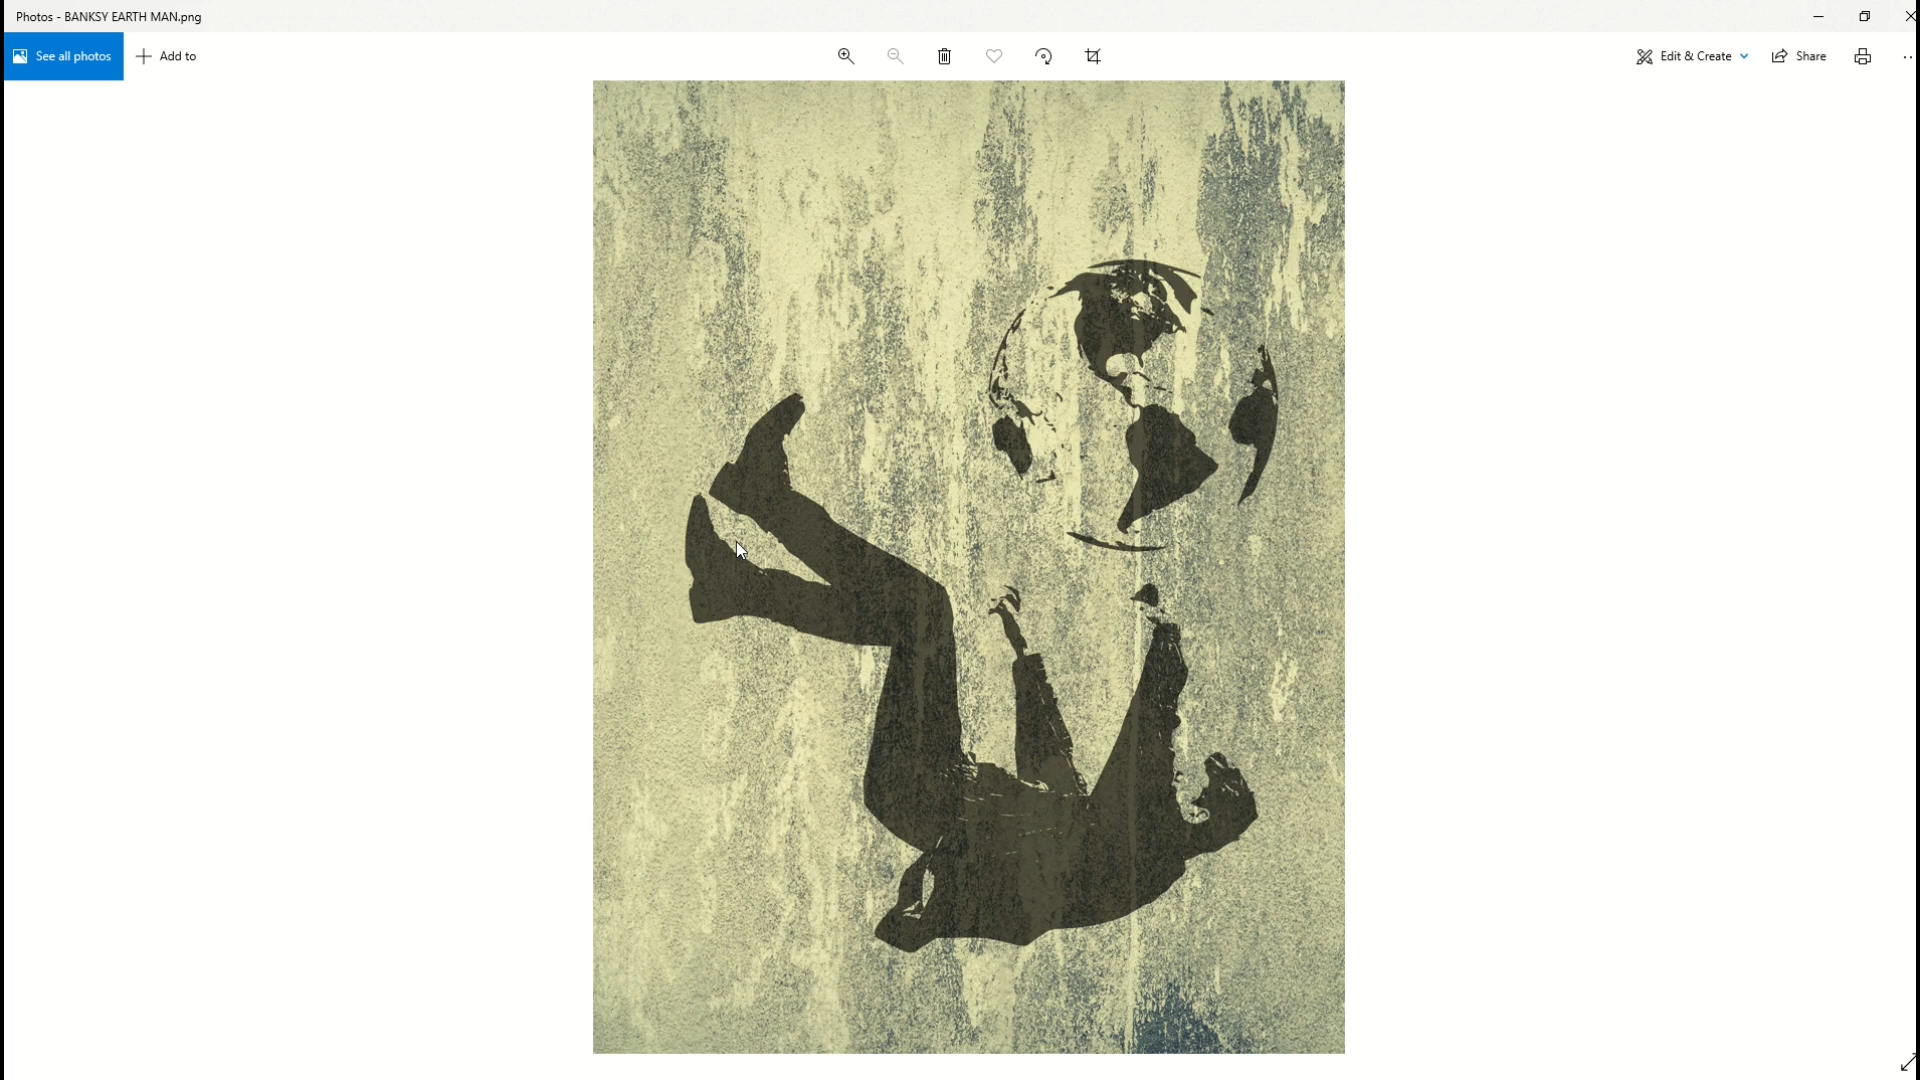 Photos - BANKSY EARTH MAN.png
See all photos
Add to
Edit & Create
Share